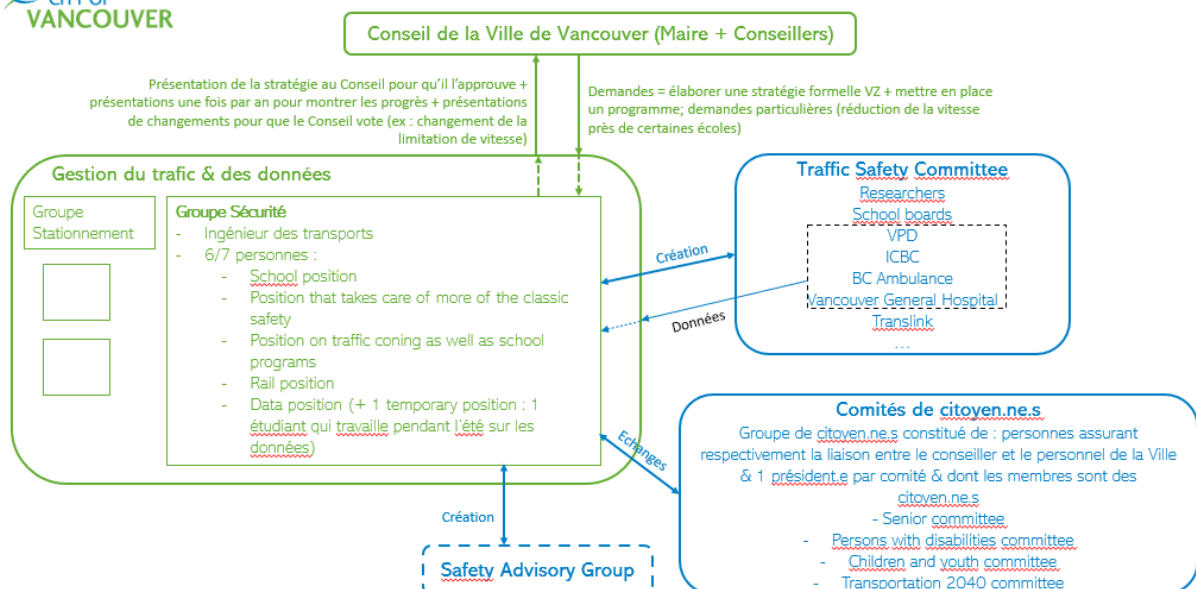 CITY OF
VANCOUVER
Conseil de la Ville de Vancouver (Maire + Conseillers)
Présentation de la stratégie au Conseil pour qu'il l'approuve +
présentations une fois par an pour montrer les progrès + présentations
de changements pour que le Conseil vote (ex : changement de la
limitation de vitesse)
Demandes = élaborer une stratégie formelle VZ + mettre en place
un programme; demandes particulières (réduction de la vitesse
près de certaines écoles)
Gestion du trafic & des données
Groupe
Stationnement
Groupe Sécurité
- Ingénieur des transports
- 6/7 personnes :
- School position
- Position that takes care of more of the classic
safety
- Position on traffic coning as well as school
programs
- Rail position
- Data position (+ 1 temporary position : 1
étudiant qui travaille pendant l'été sur les
données)
Création
Données
Traffic Safety Committee
Researchers
School boards
VPD
ICBC
BC Ambulance
Vancouver General Hospital
Translink
...
Echanges
Comités de citoyen.ne.s
Groupe de citoyen.ne.s constitué de : personnes assurant
respectivement la liaison entre le conseiller et le personnel de la Ville
& 1 président.e par comité & dont les membres sont des
citoyen.ne.s
- Senior committee
- Persons with disabilities committee
- Children and youth committee
- Transportation 2040 committee
Création
Safety Advisory Group